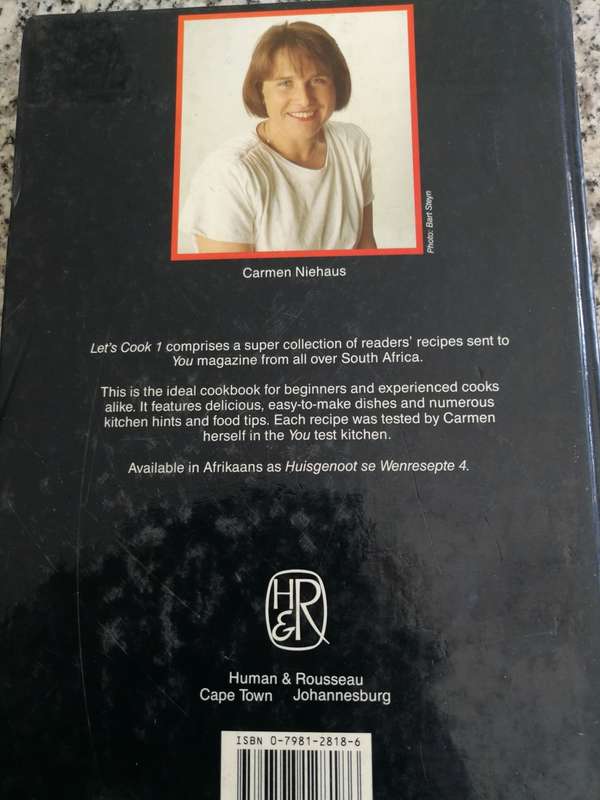 Photo: Bart Steyn
Carmen Niehaus
Let's Cook 1 comprises a super collection of readers' recipes sent to
You magazine from all over South Africa.
This is the ideal cookbook for beginners and experienced cooks
alike. It features delicious, easy-to-make dishes and numerous
kitchen hints and food tips. Each recipe was tested by Carmen
herself in the You test kitchen.
Available in Afrikaans as Huisgenoot se Wenresepte 4.
H&R
Human & Rousseau
Cape Town Johannesburg
ISBN 0-7981-2818-6